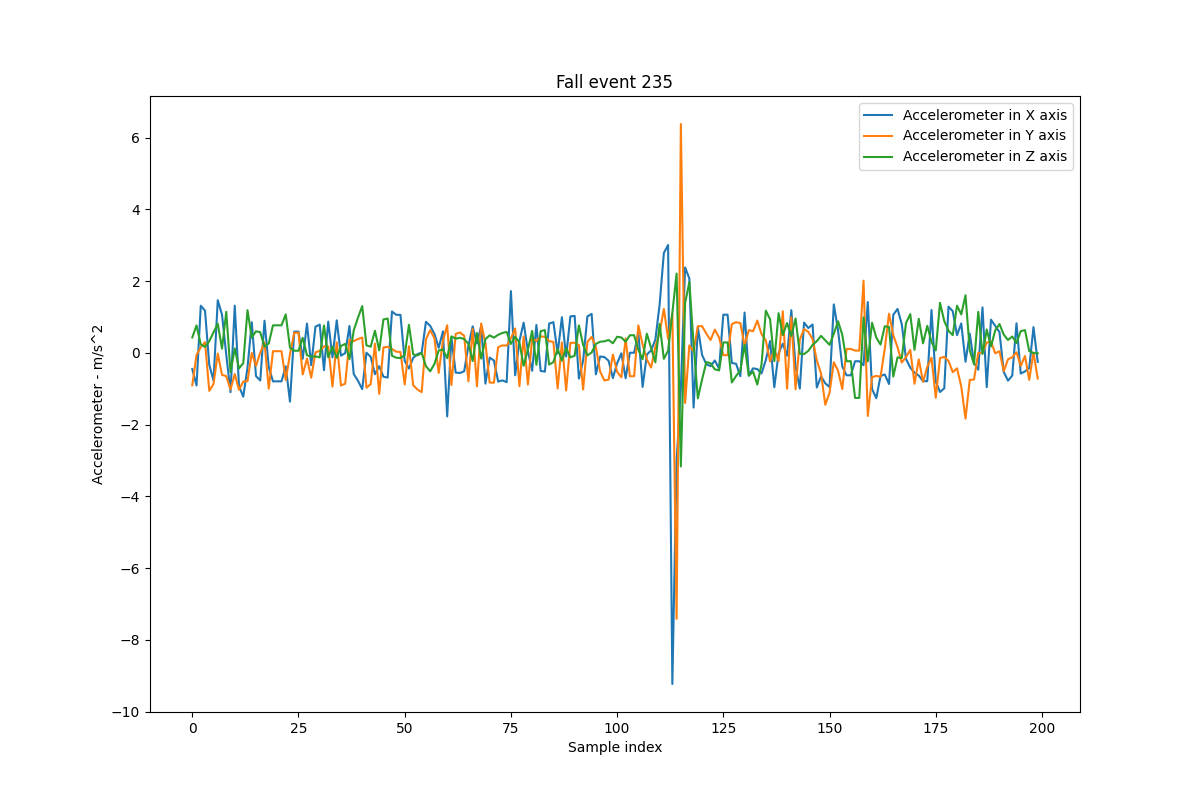 Fall event 235
Accelerometer in X axis
Accelerometer in Y axis
Accelerometer in Z axis
Accelerometer - m/s^2
6
4
2
0
−2
−4
−6
−8
−10
0 25 50 75 100 125 150 175 200
Sample index